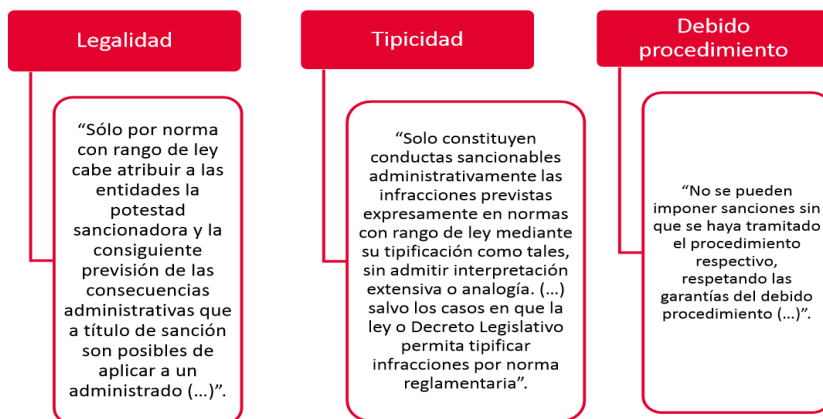 Legalidad
“Sólo por norma
con rango de ley
cabe atribuir a las
entidades la
potestad
sancionadora y la
consiguiente
previsión de las
consecuencias
administrativas que
a título de sanción
son posibles de
aplicar a un
administrado (...)”.
Tipicidad
“Solo constituyen
conductas sancionables
administrativamente las
infracciones previstas
expresamente en normas
con rango de ley mediante
su tipificación como tales,
sin admitir interpretación
extensiva o analogía. (...)
salvo los casos en que la
ley o Decreto Legislativo
permita tipificar
infracciones por norma
reglamentaria”.
Debido
procedimiento
“No se pueden
imponer sanciones sin
que se haya tramitado
el procedimiento
respectivo,
respetando las
garantías del debido
procedimiento (...)”.